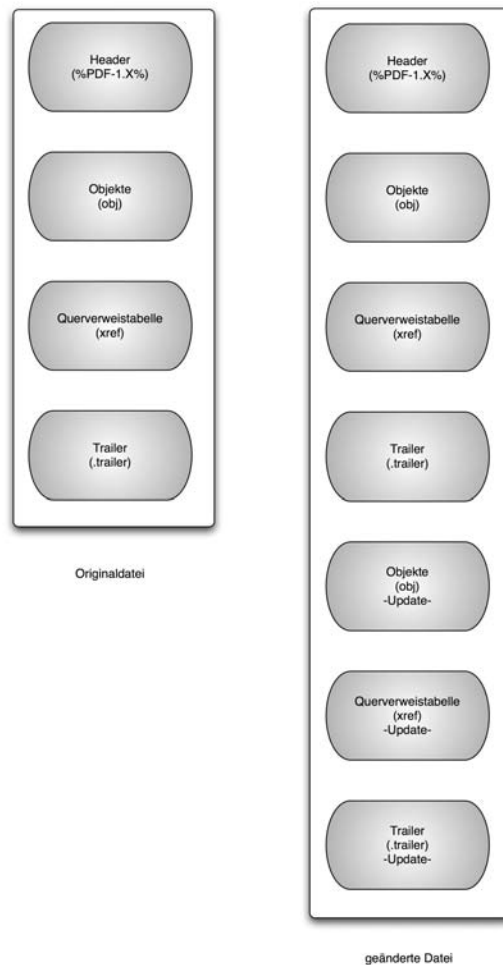 Header
(%PDF-1.X%)
Objekte
(obj)
Querverweistabelle
(xref)
Trailer
(.trailer)
Originaldatei
Header
(%PDF-1.X%)
Objekte
(obj)
Querverweistabelle
(xref)
Trailer
(.trailer)
Objekte
(obj)
-Update-
Querverweistabelle
(xref)
-Update-
Trailer
(.trailer)
-Update-
geänderte Datei